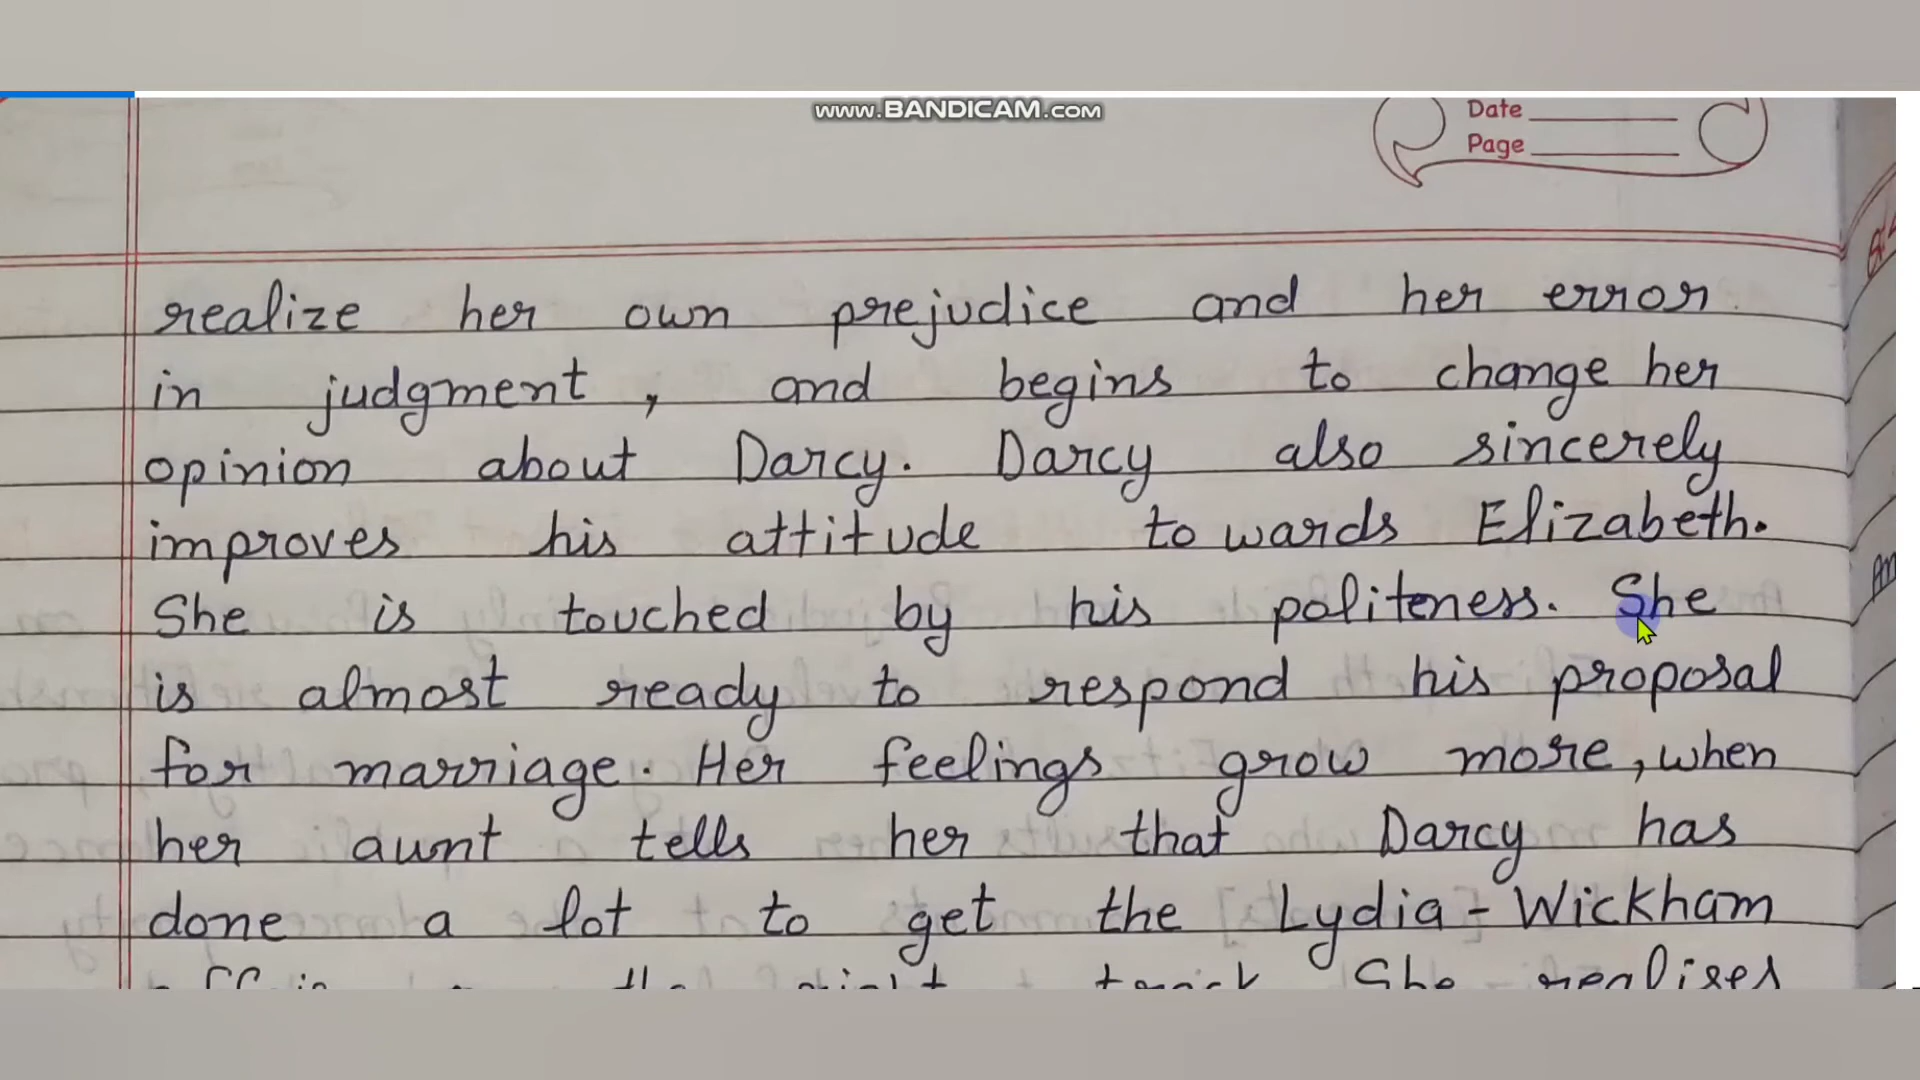 www.BANDICAM.com
Date
Page
realize her own prejudice and her error
in judgment, and begins to change her
opinion about Darcy. Darcy also sincerely
improves his attitude towards Elizabeth.
She is touched by his politeness. She
is almost ready to respond his proposal
for marriage. Her feelings grow more, when
her aunt tells her that Darcy has
done a lot to get the Lydia-Wickham
She realises